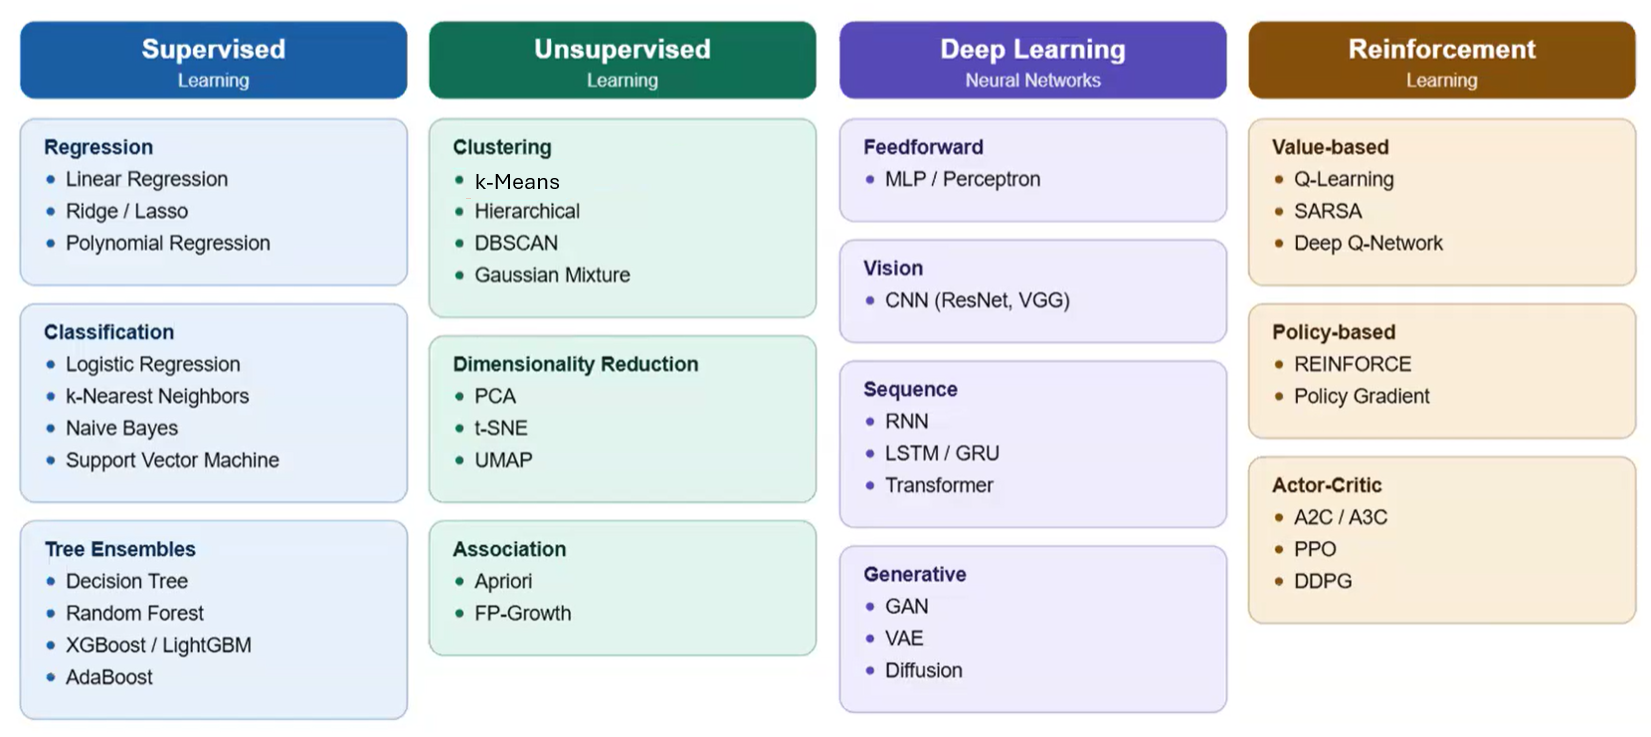 Supervised
Learning
Regression
Linear Regression
Ridge / Lasso
Polynomial Regression
Classification
Logistic Regression
k-Nearest Neighbors
Naive Bayes
Support Vector Machine
Tree Ensembles
Decision Tree
Random Forest
XGBoost / LightGBM
AdaBoost
Unsupervised
Learning
Clustering
k-Means
Hierarchical
DBSCAN
Gaussian Mixture
Dimensionality Reduction
PCA
t-SNE
UMAP
Association
Apriori
FP-Growth
Deep Learning
Neural Networks
Feedforward
MLP / Perceptron
Vision
CNN (ResNet, VGG)
Sequence
RNN
LSTM / GRU
Transformer
Generative
GAN
VAE
Diffusion
Reinforcement
Learning
Value-based
Q-Learning
SARSA
Deep Q-Network
Policy-based
REINFORCE
Policy Gradient
Actor-Critic
A2C / A3C
PPO
DDPG